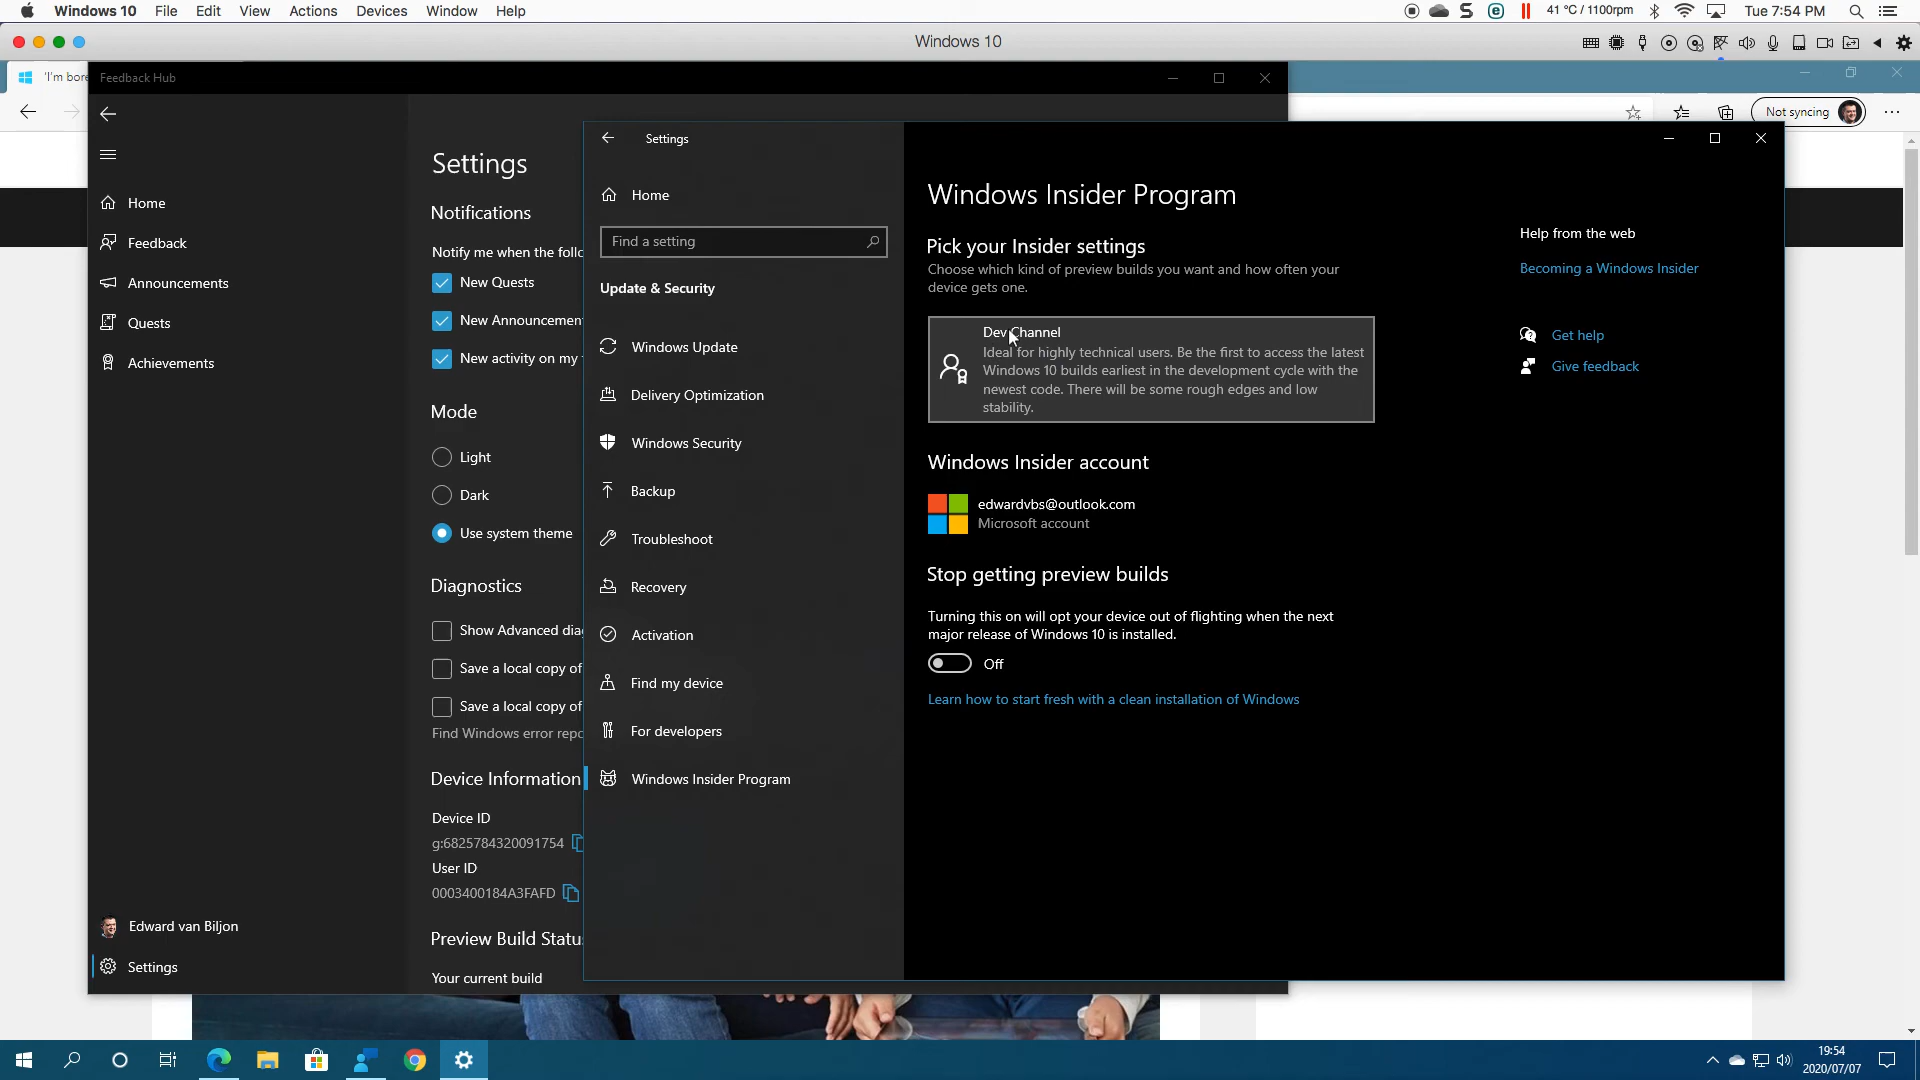 Windows 10 File Edit View Actions Devices Window Help
41 °C / 1100rpm Tue 7:54 PM
Windows 10
'I'm bore
Not syncing
Feedback Hub
Home
Feedback
Announcements
Quests
Achievements
Edward van Biljon
Settings
Settings
Notifications
Notify me when the follo
New Quests
New Announcemen
New activity on my
Mode
Light
Dark
Use system theme
Diagnostics
Show Advanced dia
Save a local copy of
Save a local copy of
Find Windows error repo
Device Information
Device ID
g:6825784320091754
User ID
0003400184A3FAFD
Preview Build Statu
Your current build
Settings
Home
Find a setting
Update & Security
Windows Update
Delivery Optimization
Windows Security
Backup
Troubleshoot
Recovery
Activation
Find my device
For developers
Windows Insider Program
Windows Insider Program
Pick your Insider settings
Choose which kind of preview builds you want and how often your
device gets one.
Dev Channel
Ideal for highly technical users. Be the first to access the latest
Windows 10 builds earliest in the development cycle with the
newest code. There will be some rough edges and low
stability.
Windows Insider account
edwardvbs@outlook.com
Microsoft account
Stop getting preview builds
Turning this on will opt your device out of flighting when the next
major release of Windows 10 is installed.
Off
Learn how to start fresh with a clean installation of Windows
Help from the web
Becoming a Windows Insider
Get help
Give feedback
19:54
2020/07/07